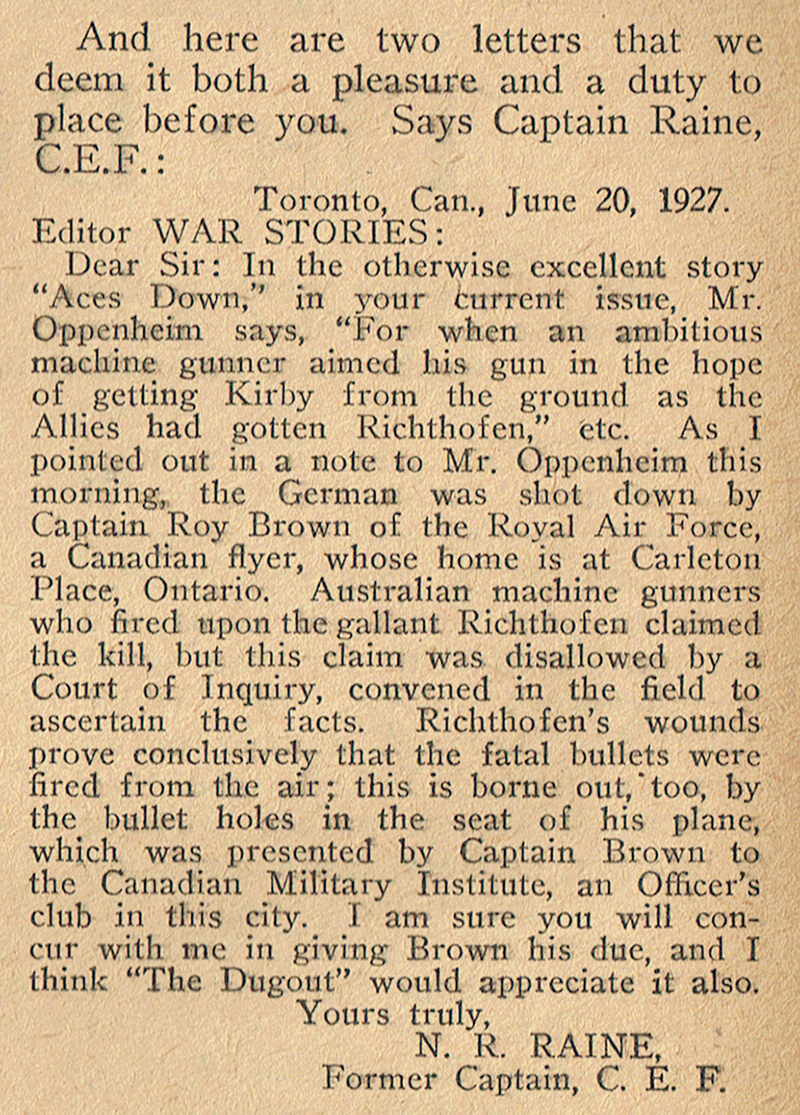 And here are two letters that we
deem it both a pleasure and a duty to
place before you. Says Captain Raine,
C.E.F.:
Toronto, Can., June 20, 1927.
Editor WAR STORIES:
Dear Sir: In the otherwise excellent story
"Aces Down," in your current issue, Mr.
Oppenheim says, "For when an ambitious
machine gunner aimed his gun in the hope
of getting Kirby from the ground as the
Allies had gotten Richthofen," etc. As I
pointed out in a note to Mr. Oppenheim this
morning, the German was shot down by
Captain Roy Brown of the Royal Air Force,
a Canadian flyer, whose home is at Carleton
Place, Ontario. Australian machine gunners
who fired upon the gallant Richthofen claimed
the kill, but this claim was disallowed by a
Court of Inquiry, convened in the field to
ascertain the facts. Richthofen's wounds
prove conclusively that the fatal bullets were
fired from the air; this is borne out, too, by
the bullet holes in the seat of his plane,
which was presented by Captain Brown to
the Canadian Military Institute, an Officer's
club in this city. I am sure you will con-
cur with me in giving Brown his due, and I
think "The Dugout" would appreciate it also.
Yours truly,
N. R. RAINE,
Former Captain, C. E. F.